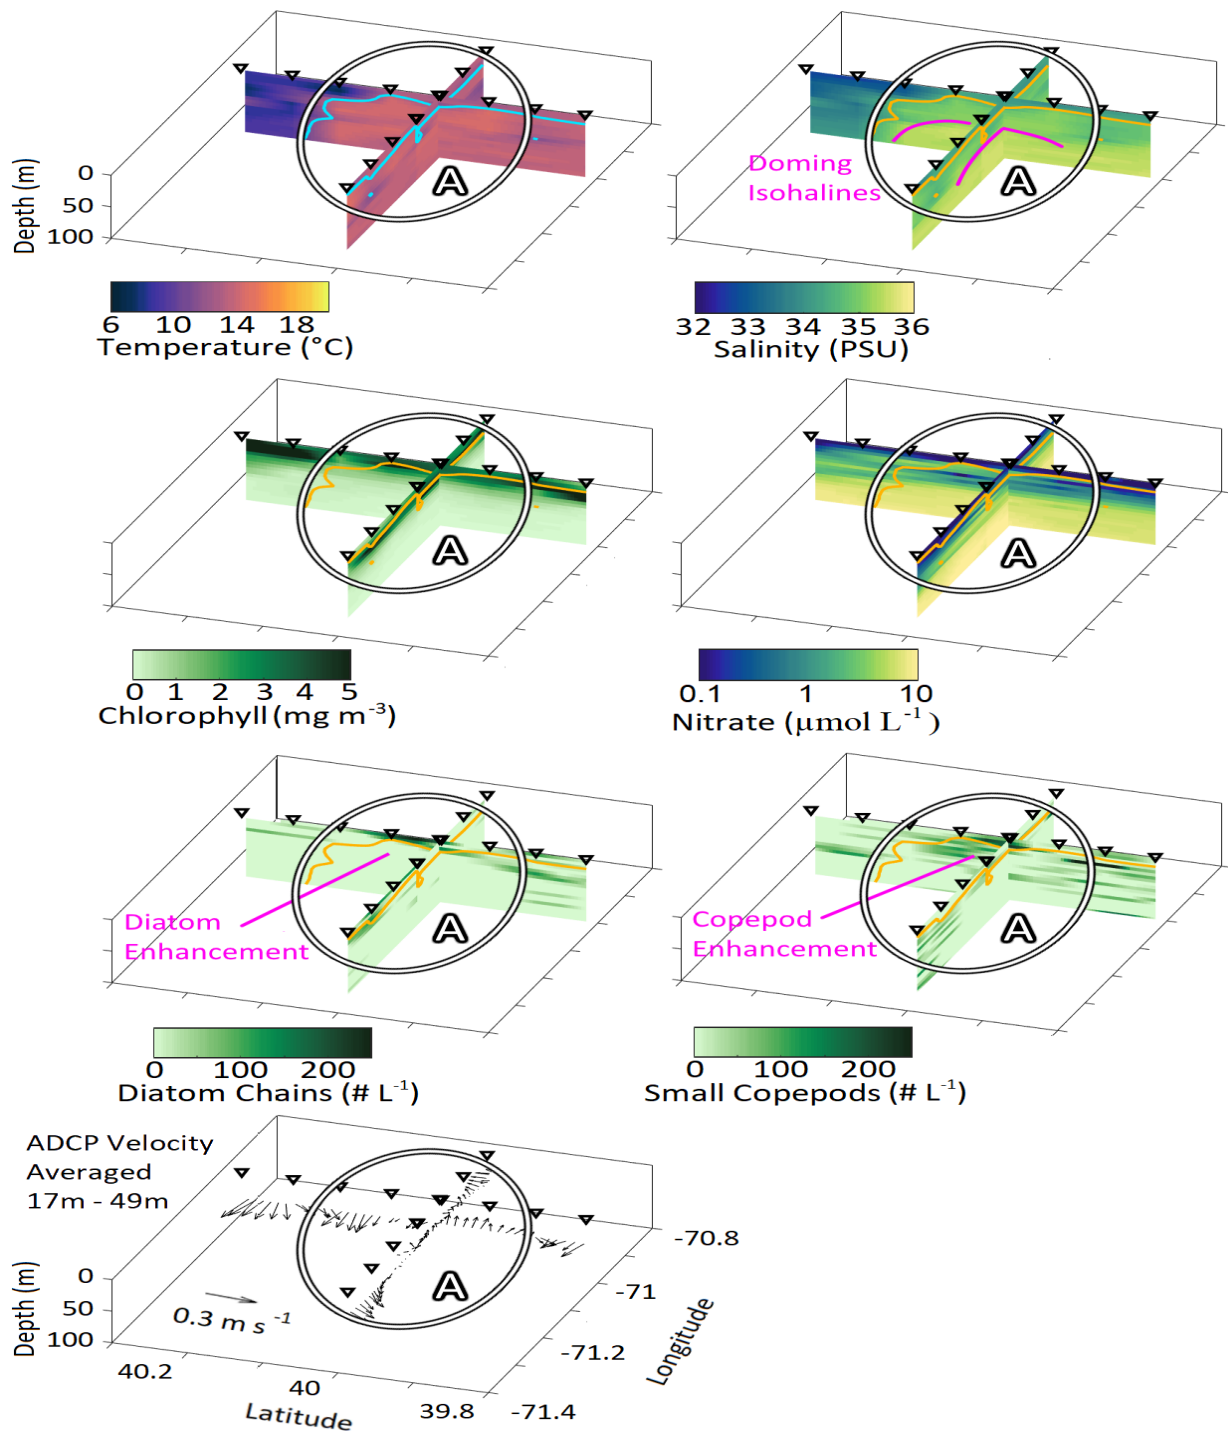 A
A
Doming
Isohalines
Depth (m)
0
50
100
6 10 14 18
Temperature (°C)
32 33 34 35 36
Salinity (PSU)
A
A
0 1 2 3 4 5
Chlorophyll (mg m⁻³)
0.1 1 10
Nitrate (μmol L⁻¹)
Diatom
Enhancement
A
Copepod
Enhancement
A
0 100 200
Diatom Chains (# L⁻¹)
0 100 200
Small Copepods (# L⁻¹)
ADCP Velocity
Averaged
17m - 49m
A
0.3 m s⁻¹
Depth (m)
0
50
100
40.2 40 39.8
Latitude
-70.8
-71
-71.2
-71.4
Longitude